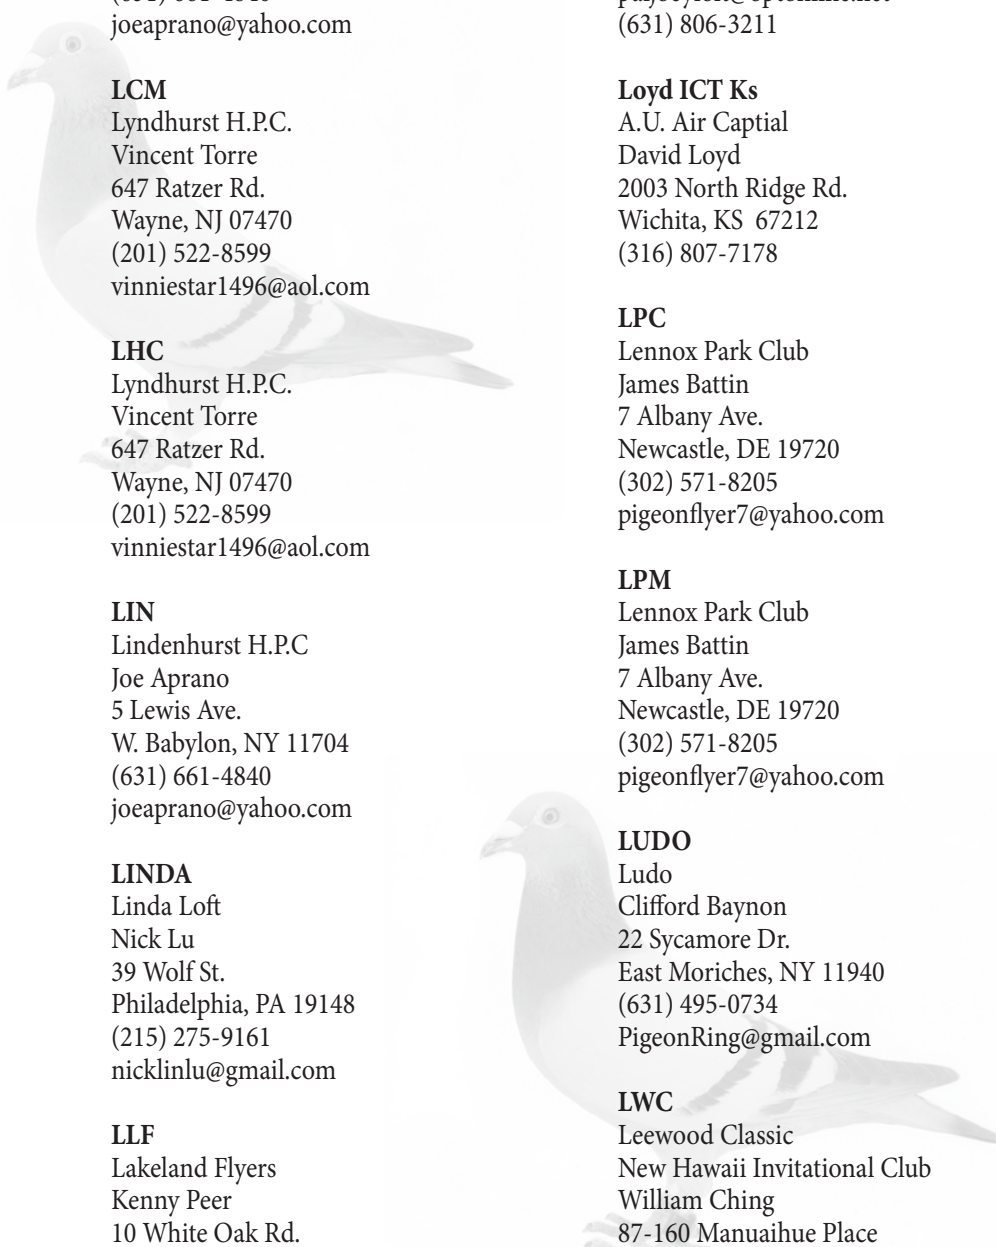 joeaprano@yahoo.com
LCM
Lyndhurst H.P.C.
Vincent Torre
647 Ratzer Rd.
Wayne, NJ 07470
(201) 522-8599
vinniestar1496@aol.com
LHC
Lyndhurst H.P.C.
Vincent Torre
647 Ratzer Rd.
Wayne, NJ 07470
(201) 522-8599
vinniestar1496@aol.com
LIN
Lindenhurst H.P.C
Joe Aprano
5 Lewis Ave.
W. Babylon, NY 11704
(631) 661-4840
joeaprano@yahoo.com
LINDA
Linda Loft
Nick Lu
39 Wolf St.
Philadelphia, PA 19148
(215) 275-9161
nicklinlu@gmail.com
LLF
Lakeland Flyers
Kenny Peer
10 White Oak Rd.
(631) 806-3211
Loyd ICT Ks
A.U. Air Captial
David Loyd
2003 North Ridge Rd.
Wichita, KS  67212
(316) 807-7178
LPC
Lennox Park Club
James Battin
7 Albany Ave.
Newcastle, DE 19720
(302) 571-8205
pigeonflyer7@yahoo.com
LPM
Lennox Park Club
James Battin
7 Albany Ave.
Newcastle, DE 19720
(302) 571-8205
pigeonflyer7@yahoo.com
LUDO
Ludo
Clifford Baynon
22 Sycamore Dr.
East Moriches, NY 11940
(631) 495-0734
PigeonRing@gmail.com
LWC
Leewood Classic
New Hawaii Invitational Club
William Ching
87-160 Manuaihue Place